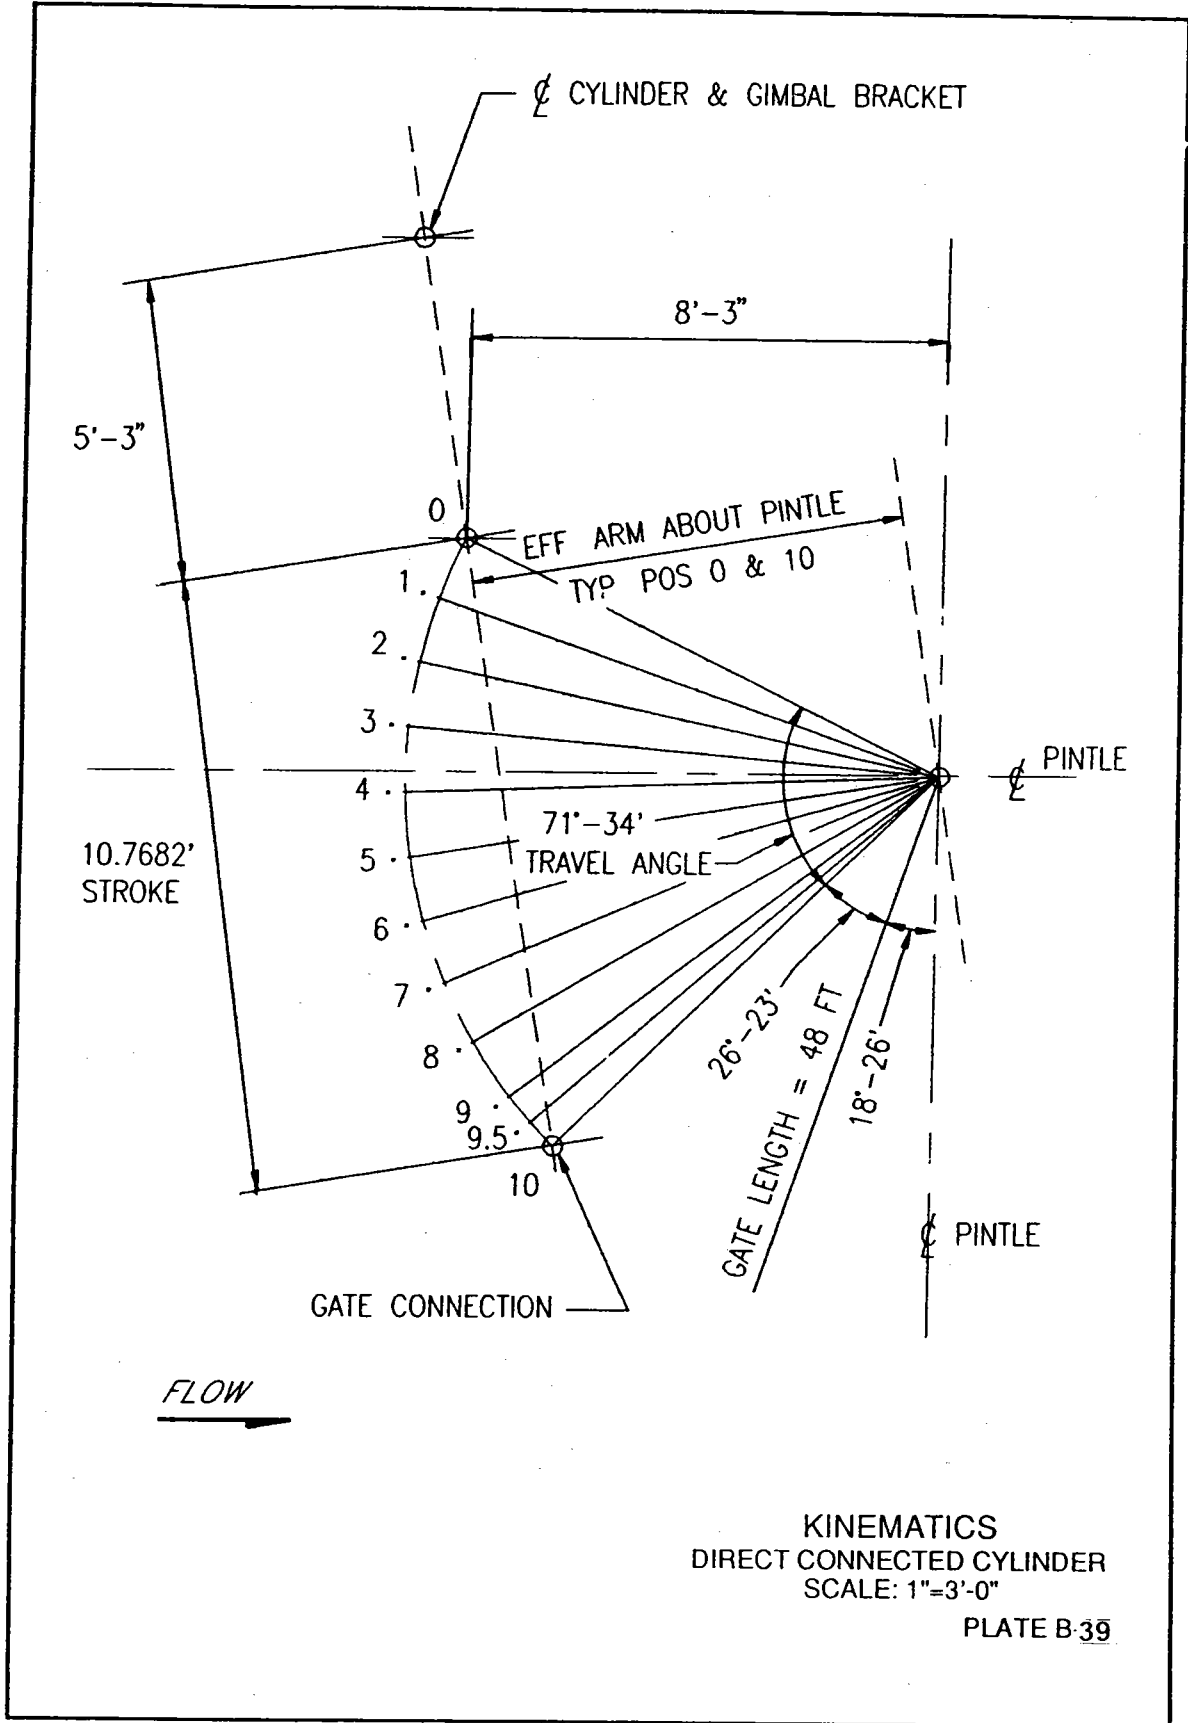 ℄ CYLINDER & GIMBAL BRACKET
8'-3"
5'-3"
0
EFF ARM ABOUT PINTLE
TYP. POS 0 & 10
1
2
3
℄ PINTLE
4
71°-34'
TRAVEL ANGLE
10.7682'
STROKE
5
6
7
8
9
9.5
10
26°-23'
GATE LENGTH = 48 FT
18°-26'
℄ PINTLE
GATE CONNECTION
FLOW
KINEMATICS
DIRECT CONNECTED CYLINDER
SCALE: 1"=3'-0"
PLATE B-39